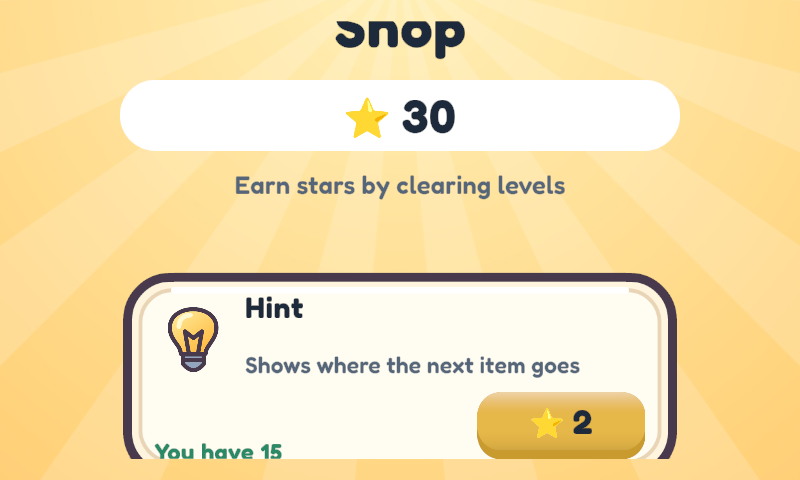 Shop
30
Earn stars by clearing levels
Hint
Shows where the next item goes
2
You have 15